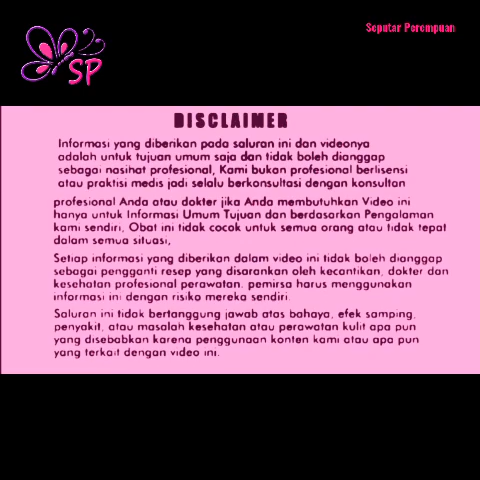 Seputar Perempuan
SP
DISCLAIMER
Informasi yang diberikan pada saluran ini dan videonya
adalah untuk tujuan umum saja dan tidak boleh dianggap
sebagai nasihat profesional, Kami bukan profesional berlisensi
atau praktisi medis jadi selalu berkonsultasi dengan konsultan
profesional Anda atau dokter jika Anda membutuhkan Video ini
hanya untuk Informasi Umum Tujuan dan berdasarkan Pengalaman
kami sendiri, Obat ini tidak cocok untuk semua orang atau tidak tepat
dalam semua situasi,
Setiap informasi yang diberikan dalam video ini tidak boleh dianggap
sebagai pengganti resep yang disarankan oleh kecantikan, dokter dan
kesehatan profesional perawatan. pemirsa harus menggunakan
informasi ini dengan risiko mereka sendiri.
Saluran ini tidak bertanggung jawab atas bahaya, efek samping,
penyakit, atau masalah kesehatan atau perawatan kulit apa pun
yang disebabkan karena penggunaan konten kami atau apa pun
yang terkait dengan video ini.